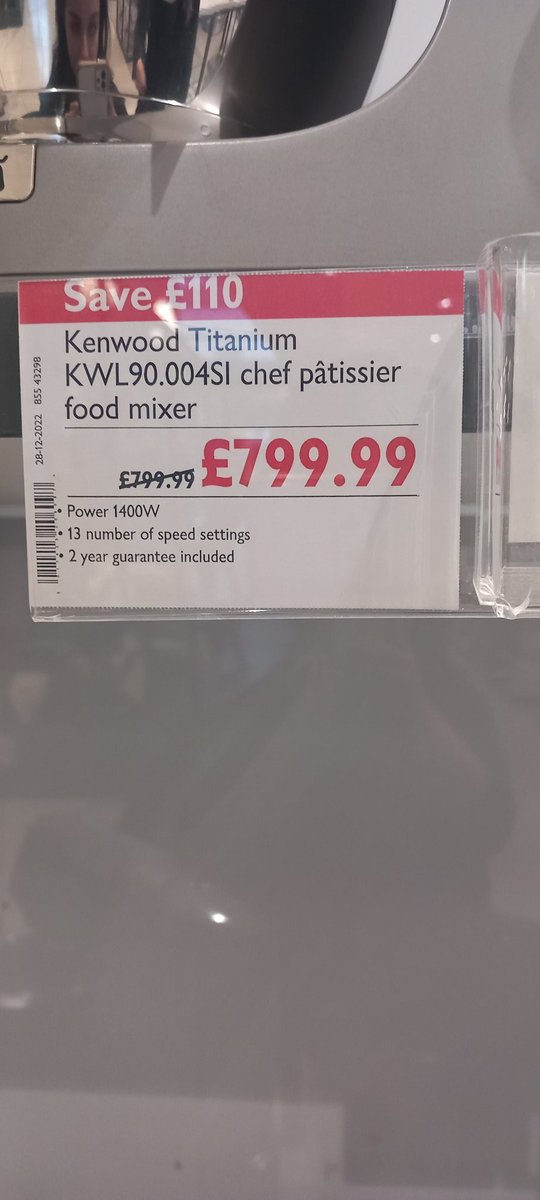 Save £110
Kenwood Titanium
KWL90.004SI chef pâtissier
food mixer
£799.99 £799.99
• Power 1400W
• 13 number of speed settings
• 2 year guarantee included
28-12-2022 855 43298